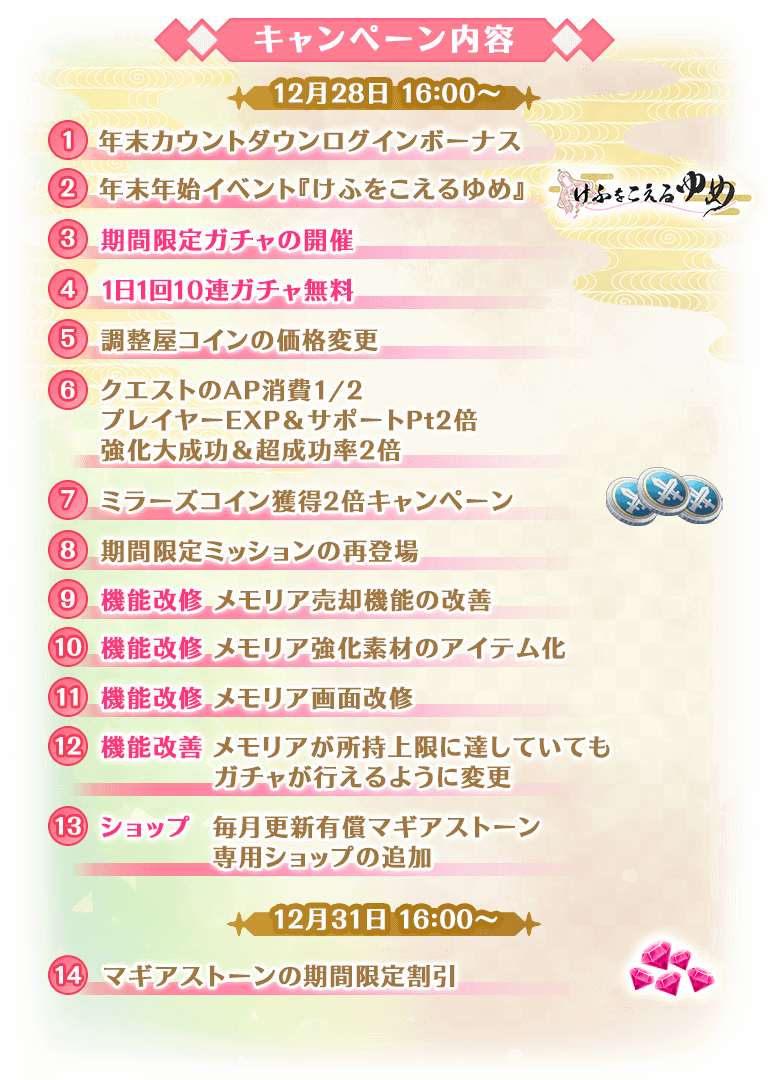 キャンペーン内容
12月28日 16:00〜
1 年末カウントダウンログインボーナス
2 年末年始イベント『けふをこえるゆめ』
けふをこえるゆめ
3 期間限定ガチャの開催
4 1日1回10連ガチャ無料
5 調整屋コインの価格変更
6 クエストのAP消費1/2
プレイヤーEXP＆サポートPt2倍
強化大成功＆超成功率2倍
7 ミラーズコイン獲得2倍キャンペーン
8 期間限定ミッションの再登場
9 機能改修 メモリア売却機能の改善
10 機能改修 メモリア強化素材のアイテム化
11 機能改修 メモリア画面改修
12 機能改善 メモリアが所持上限に達していても
ガチャが行えるように変更
13 ショップ 毎月更新有償マギアストーン
専用ショップの追加
12月31日 16:00〜
14 マギアストーンの期間限定割引